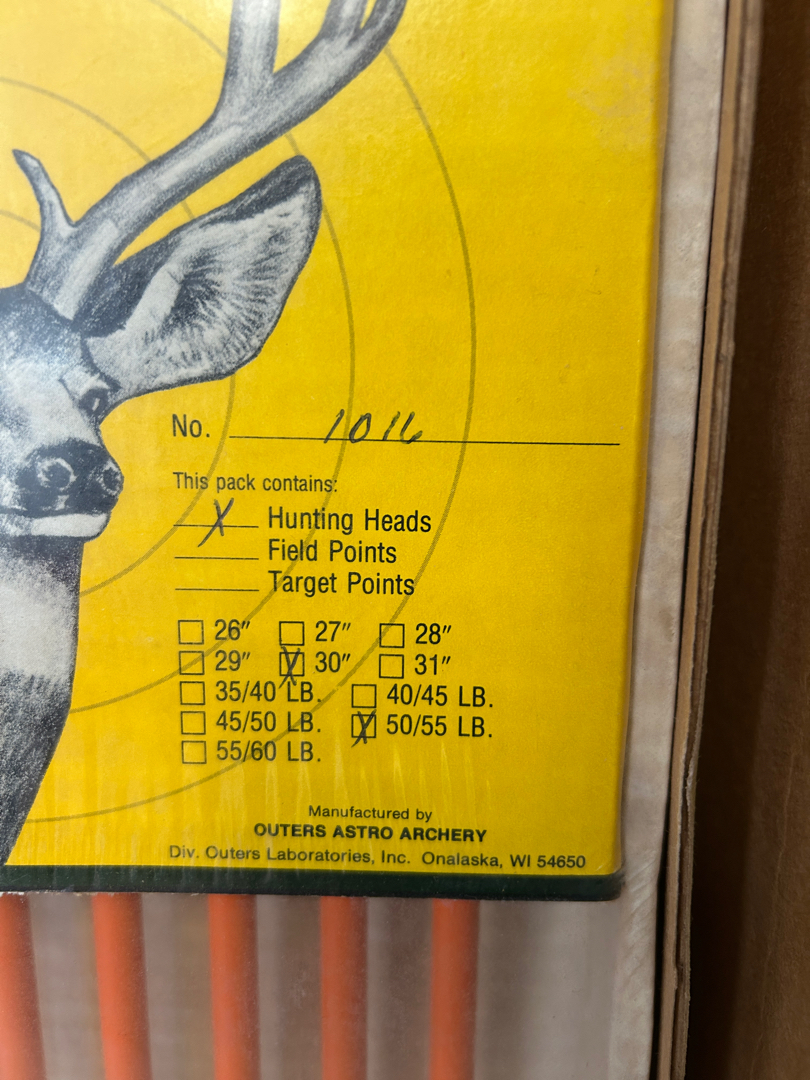 No. 1016
This pack contains:
X Hunting Heads
Field Points
Target Points
☐ 26" ☐ 27" ☐ 28"
☐ 29" ☒ 30" ☐ 31"
☐ 35/40 LB. ☐ 40/45 LB.
☐ 45/50 LB. ☒ 50/55 LB.
☐ 55/60 LB.
Manufactured by
OUTERS ASTRO ARCHERY
Div. Outers Laboratories, Inc. Onalaska, WI 54650